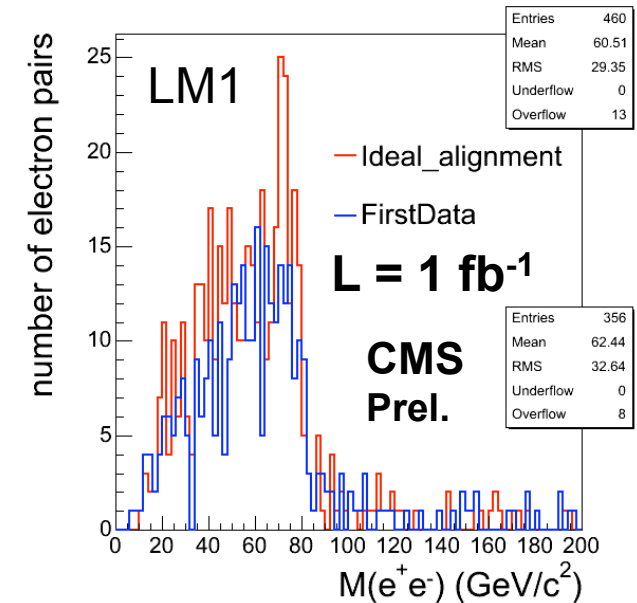 Entries 460
Mean 60.51
RMS 29.35
Underflow 0
Overflow 13
LM1
Ideal_alignment
FirstData
L = 1 fb-1
CMS
Prel.
Entries 356
Mean 62.44
RMS 32.64
Underflow 0
Overflow 8
number of electron pairs
25
20
15
10
5
0
0 20 40 60 80 100 120 140 160 180 200
M(e+e-) (GeV/c2)